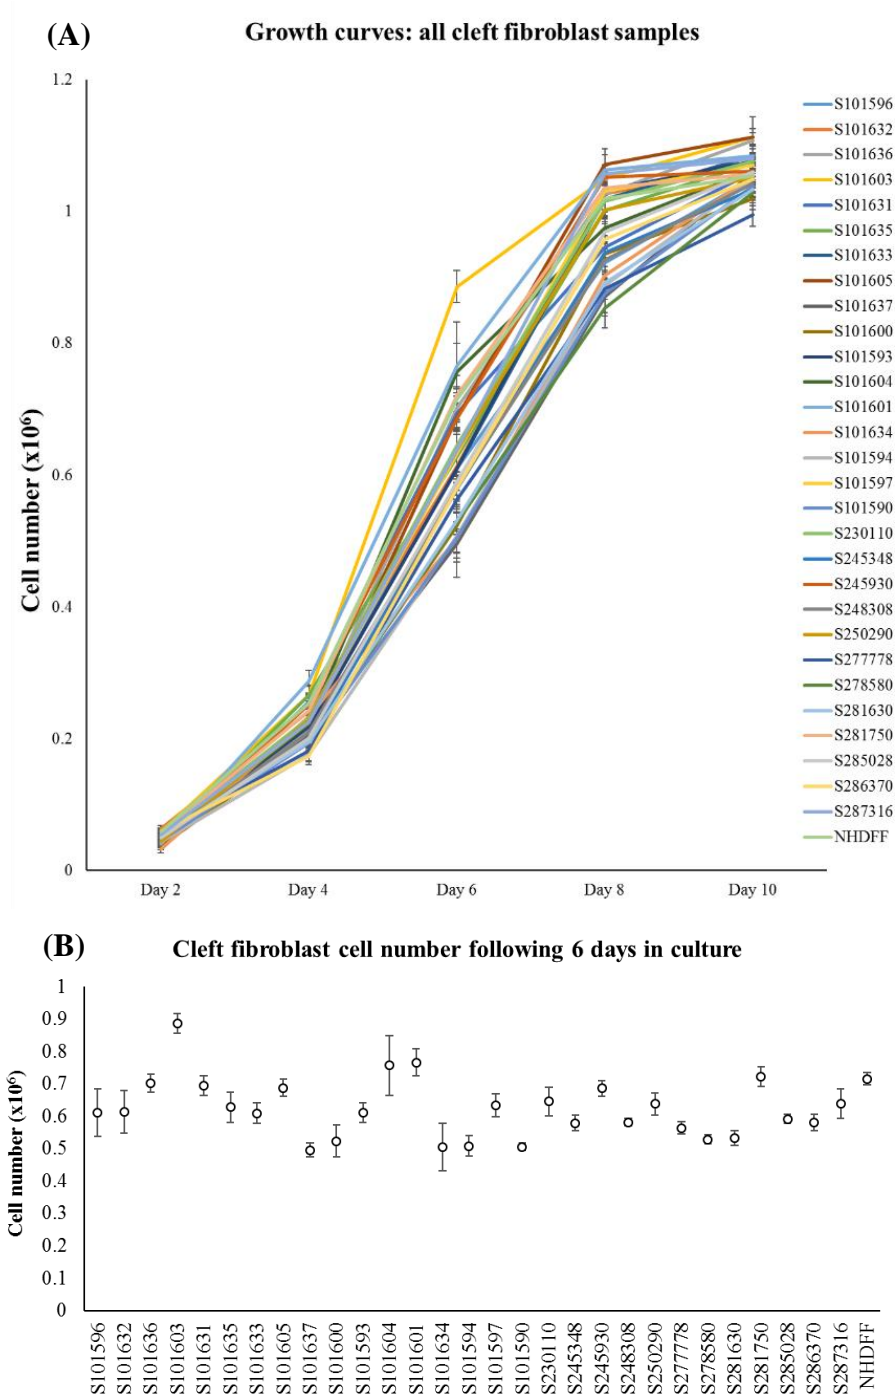 (A)
Growth curves: all cleft fibroblast samples
1.2
1
0.8
0.6
0.4
0.2
0
Cell number (x10⁶)
Day 2 Day 4 Day 6 Day 8 Day 10
S101596
S101632
S101636
S101603
S101631
S101635
S101633
S101605
S101637
S101600
S101593
S101604
S101601
S101634
S101594
S101597
S101590
S230110
S245348
S245930
S248308
S250290
S277778
S278580
S281630
S281750
S285028
S286370
S287316
NHDFF
(B)
Cleft fibroblast cell number following 6 days in culture
1
0.9
0.8
0.7
0.6
0.5
0.4
0.3
0.2
0.1
0
Cell number (x10⁶)
S101596
S101632
S101636
S101603
S101631
S101635
S101633
S101605
S101637
S101600
S101593
S101604
S101601
S101634
S101594
S101597
S101590
S230110
S245348
S245930
S248308
S250290
S277778
S278580
S281630
S281750
S285028
S286370
S287316
NHDFF